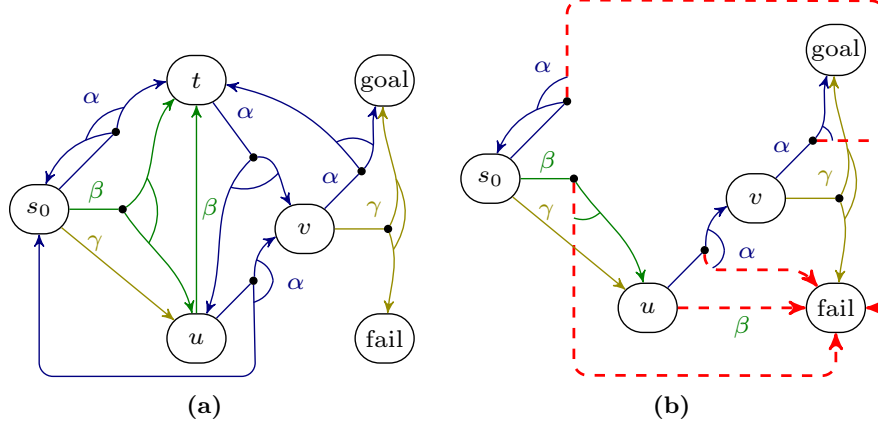 t goal
α α
s₀ β β α v γ
γ α
u fail
(a)
goal
α
α
s₀ β v γ
γ α
u β fail
(b)